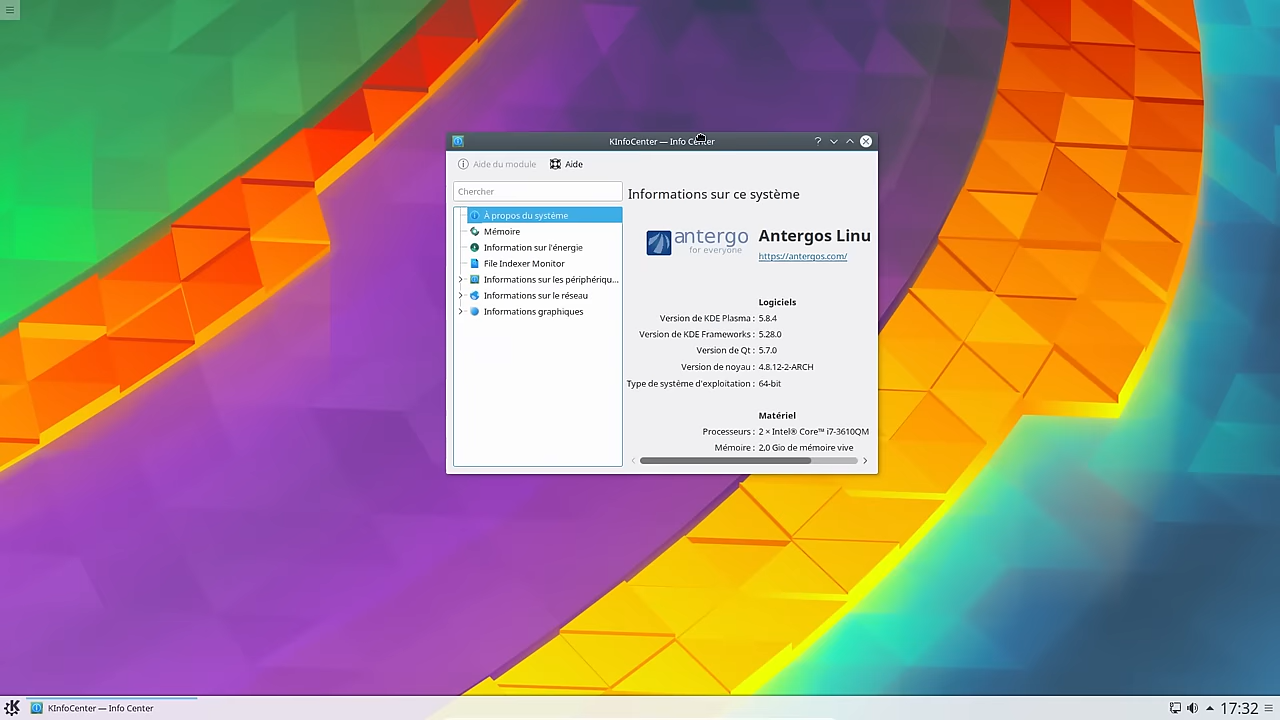 KInfoCenter — Info Center
Aide du module
Aide
Chercher
À propos du système
Mémoire
Information sur l'énergie
File Indexer Monitor
Informations sur les périphériqu...
Informations sur le réseau
Informations graphiques
Informations sur ce système
antergo
for everyone
Antergos Linu
https://antergos.com/
Logiciels
Version de KDE Plasma : 5.8.4
Version de KDE Frameworks : 5.28.0
Version de Qt : 5.7.0
Version de noyau : 4.8.12-2-ARCH
Type de système d'exploitation : 64-bit
Matériel
Processeurs : 2 × Intel® Core™ i7-3610QM
Mémoire : 2,0 Gio de mémoire vive
KInfoCenter — Info Center
17:32